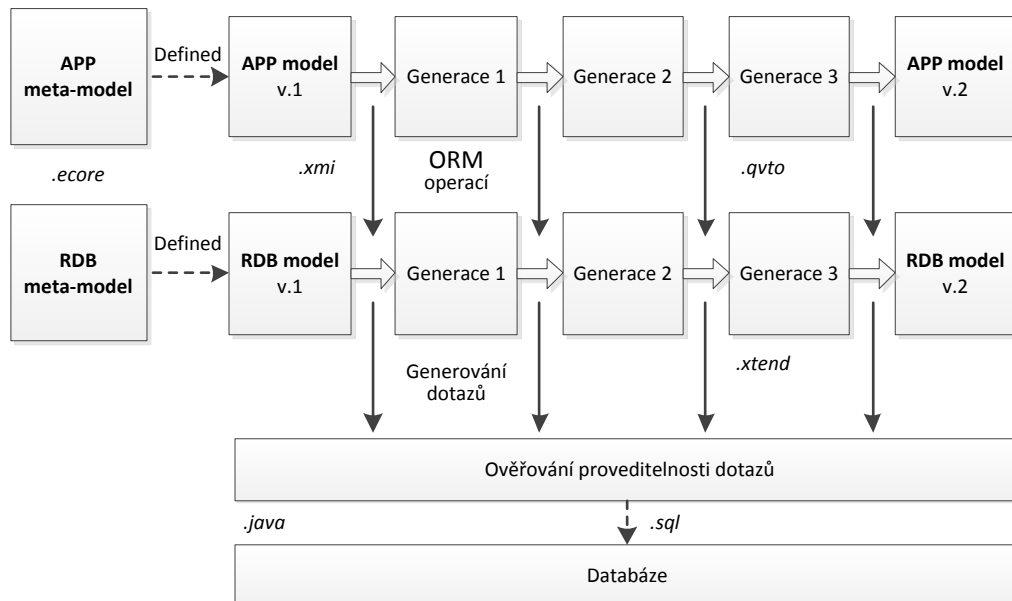 APP
meta-model
Defined
APP model
v.1
Generace 1
Generace 2
Generace 3
APP model
v.2
.ecore
.xmi
ORM
operací
.qvto
RDB
meta-model
Defined
RDB model
v.1
Generace 1
Generace 2
Generace 3
RDB model
v.2
Generování
dotazů
.xtend
Ověřování proveditelnosti dotazů
.java
.sql
Databáze